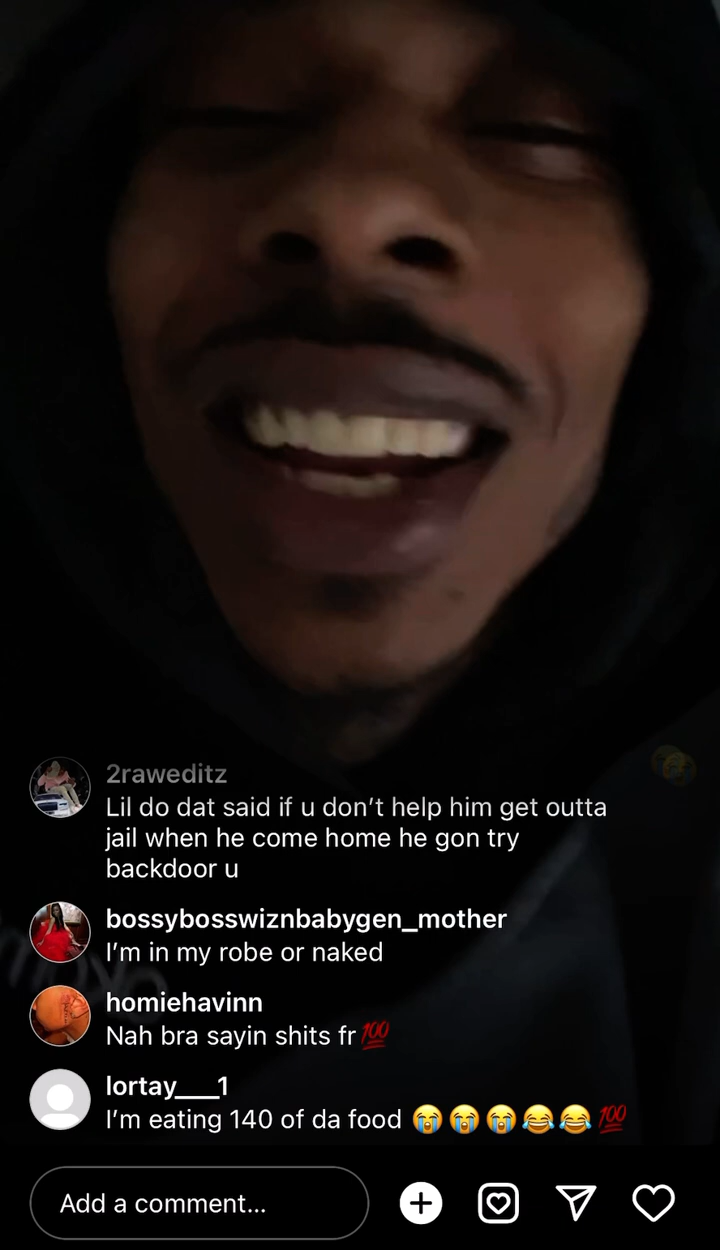 2raweditz
Lil do dat said if u don’t help him get outta
jail when he come home he gon try
backdoor u
bossybosswiznbabygen_mother
I’m in my robe or naked
homiehavinn
Nah bra sayin shits fr 💯
lortay___1
I’m eating 140 of da food 😭😭😭😂😂💯
Add a comment...